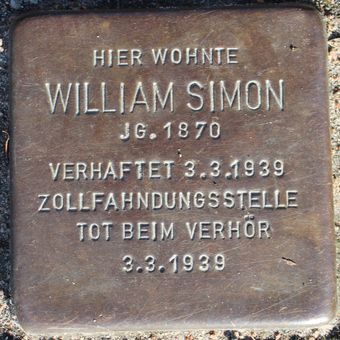 HIER WOHNTE
WILLIAM SIMON
JG. 1870
VERHAFTET 3.3.1939
ZOLLFAHNDUNGSSTELLE
TOT BEIM VERHÖR
3.3.1939